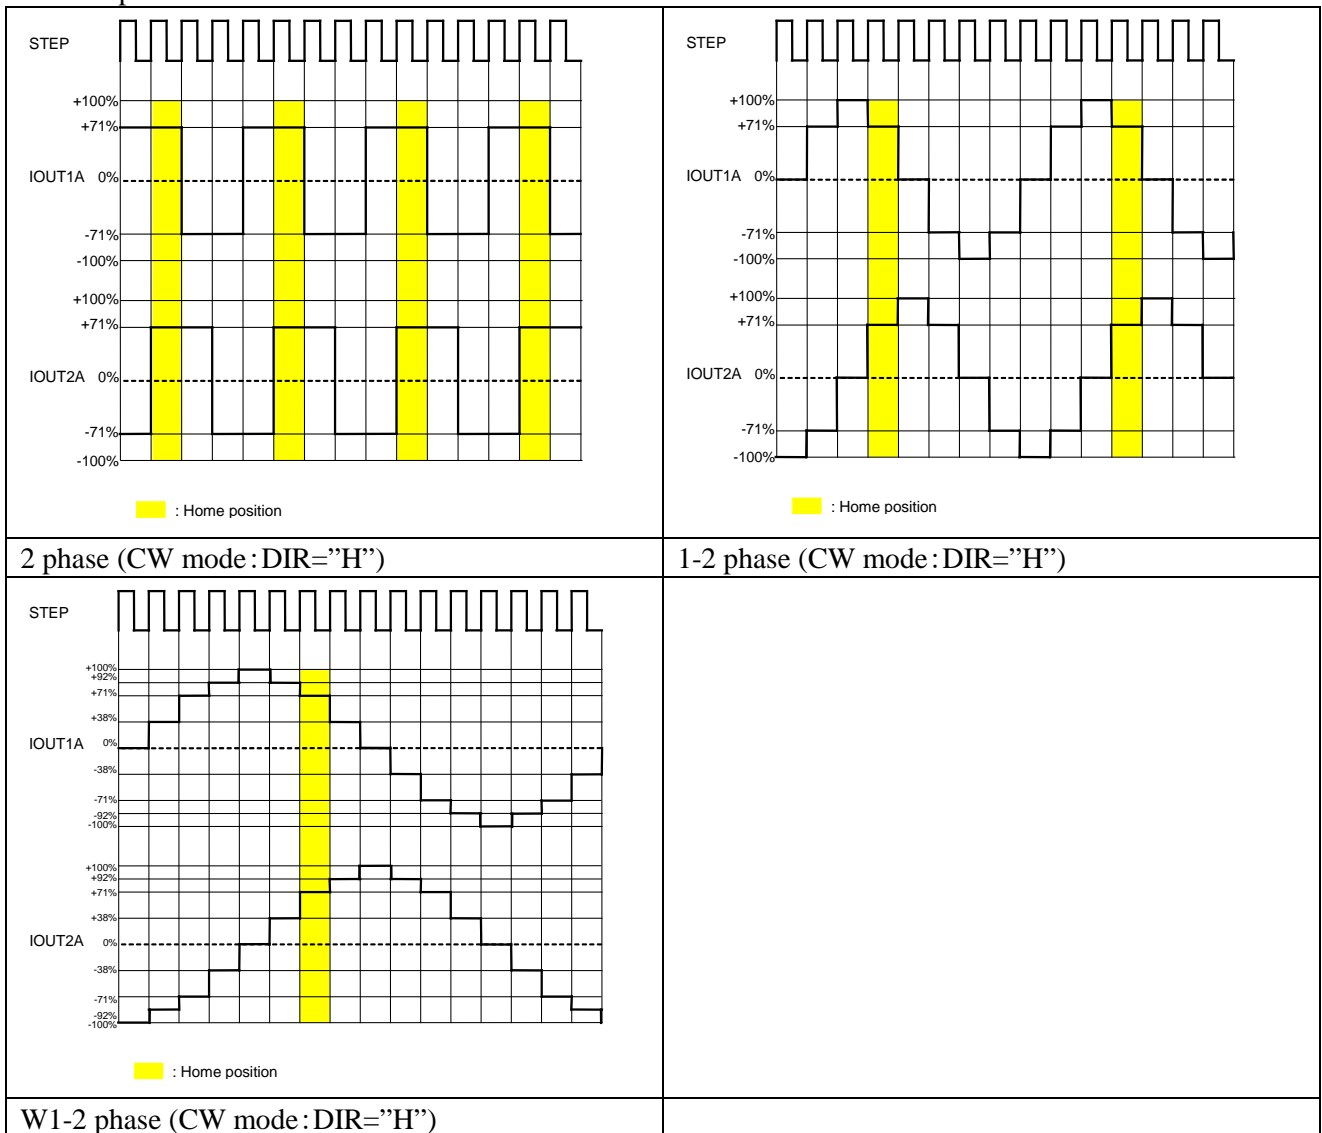 STEP
+100%
+71%
IOUT1A 0%
-71%
-100%
+100%
+71%
IOUT2A 0%
-71%
-100%
: Home position
2 phase (CW mode:DIR=”H”)
STEP
+100%
+71%
IOUT1A 0%
-71%
-100%
+100%
+71%
IOUT2A 0%
-71%
-100%
: Home position
1-2 phase (CW mode:DIR=”H”)
STEP
+100%
+92%
+71%
+38%
IOUT1A 0%
-38%
-71%
-92%
-100%
+100%
+92%
+71%
+38%
IOUT2A 0%
-38%
-71%
-92%
-100%
: Home position
W1-2 phase (CW mode:DIR=”H”)